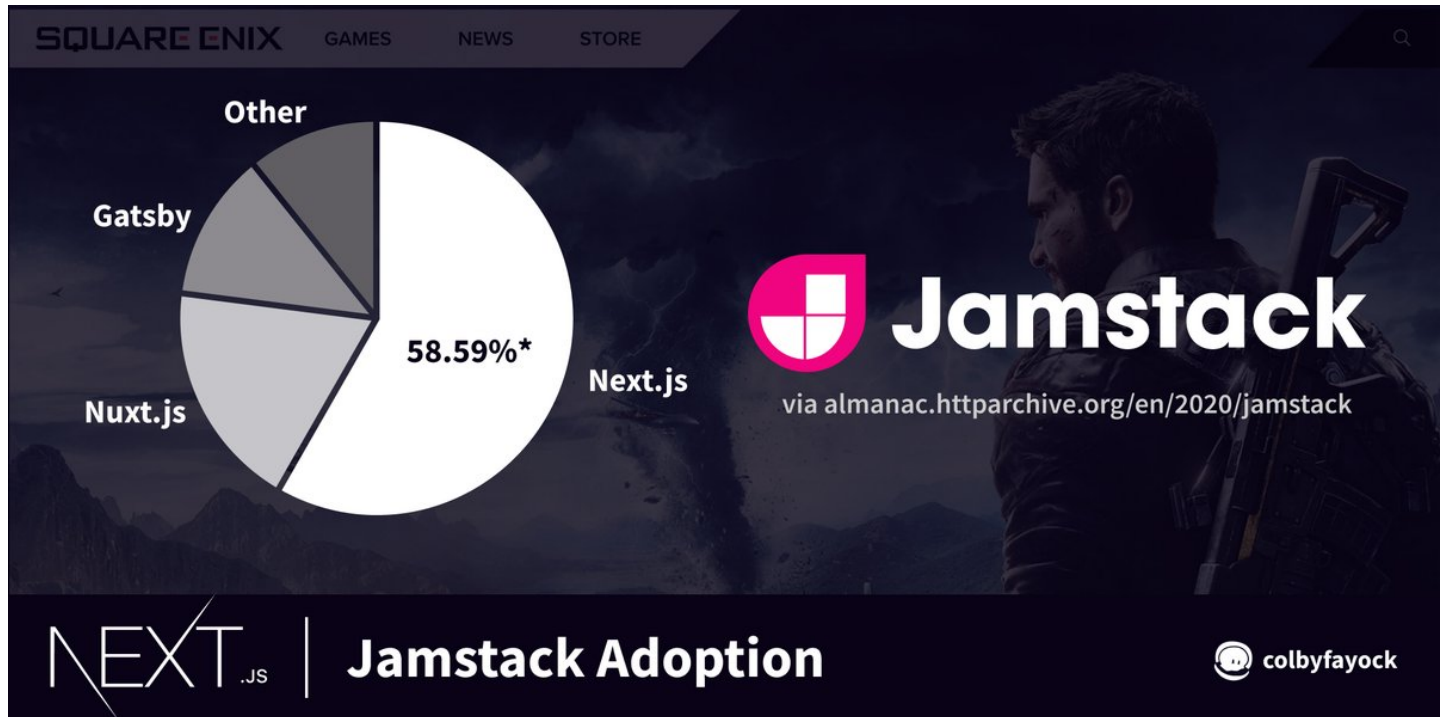 SQUARE ENIX GAMES NEWS STORE
Other
Gatsby
58.59%*
Next.js
Nuxt.js
Jamstack
via almanac.httparchive.org/en/2020/jamstack
NEXT.JS
Jamstack Adoption
colbyfayock